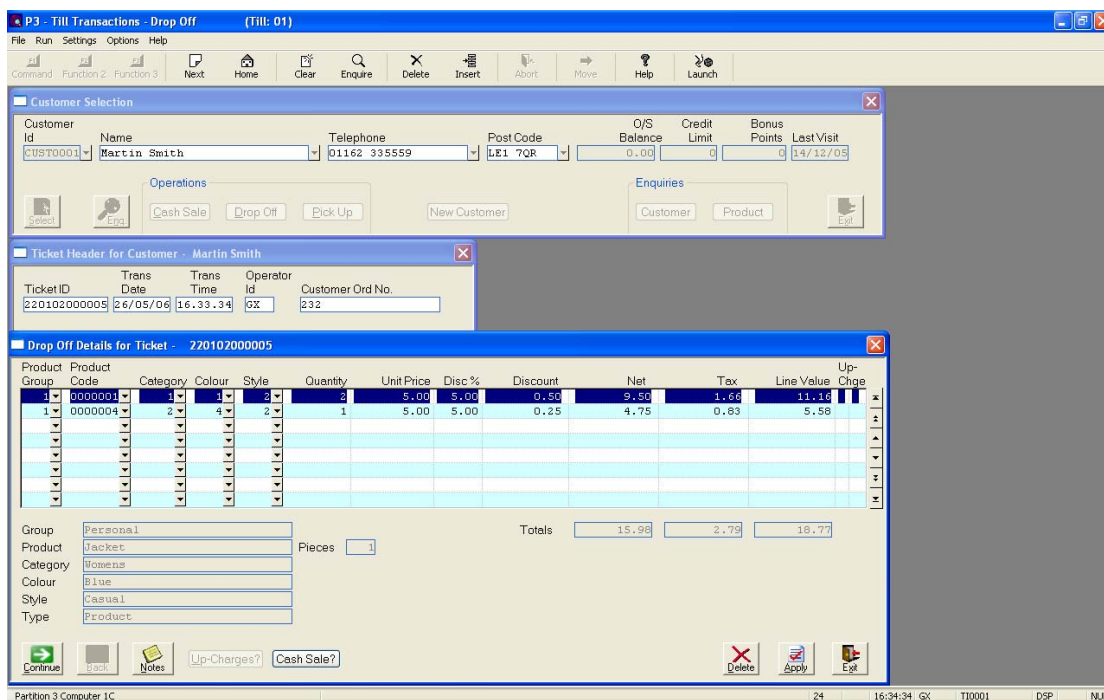 P3 - Till Transactions - Drop Off (Till: 01)
File Run Settings Options Help
Command Function 2 Function 3 Next Home Clear Enquire Delete Insert Abort Move Help Launch
Customer Selection
Customer Id Name Telephone Post Code O/S Balance Credit Limit Bonus Points Last Visit
CUST0001 Martin Smith 01162 335559 LE1 7QR 0.00 0 0 14/12/05
Operations Enquiries
Select Enq Cash Sale Drop Off Pick Up New Customer Customer Product Exit
Ticket Header for Customer - Martin Smith
Ticket ID Trans Date Trans Time Operator Id Customer Ord No.
220102000005 26/05/06 16.33.34 GX 232
Drop Off Details for Ticket - 220102000005
Product Group Product Code Category Colour Style Quantity Unit Price Disc % Discount Net Tax Line Value Up-Chge
1 0000001 1 1 2 2 5.00 5.00 0.50 9.50 1.66 11.16
1 0000004 2 4 2 1 5.00 5.00 0.25 4.75 0.83 5.58
Group Personal Totals 15.98 2.79 18.77
Product Jacket Pieces 1
Category Womens
Colour Blue
Style Casual
Type Product
Continue Back Notes Up-Charges? Cash Sale? Delete Apply Exit
Partition 3 Computer 1C 24 16:34:34 GX TI0001 DSP NU